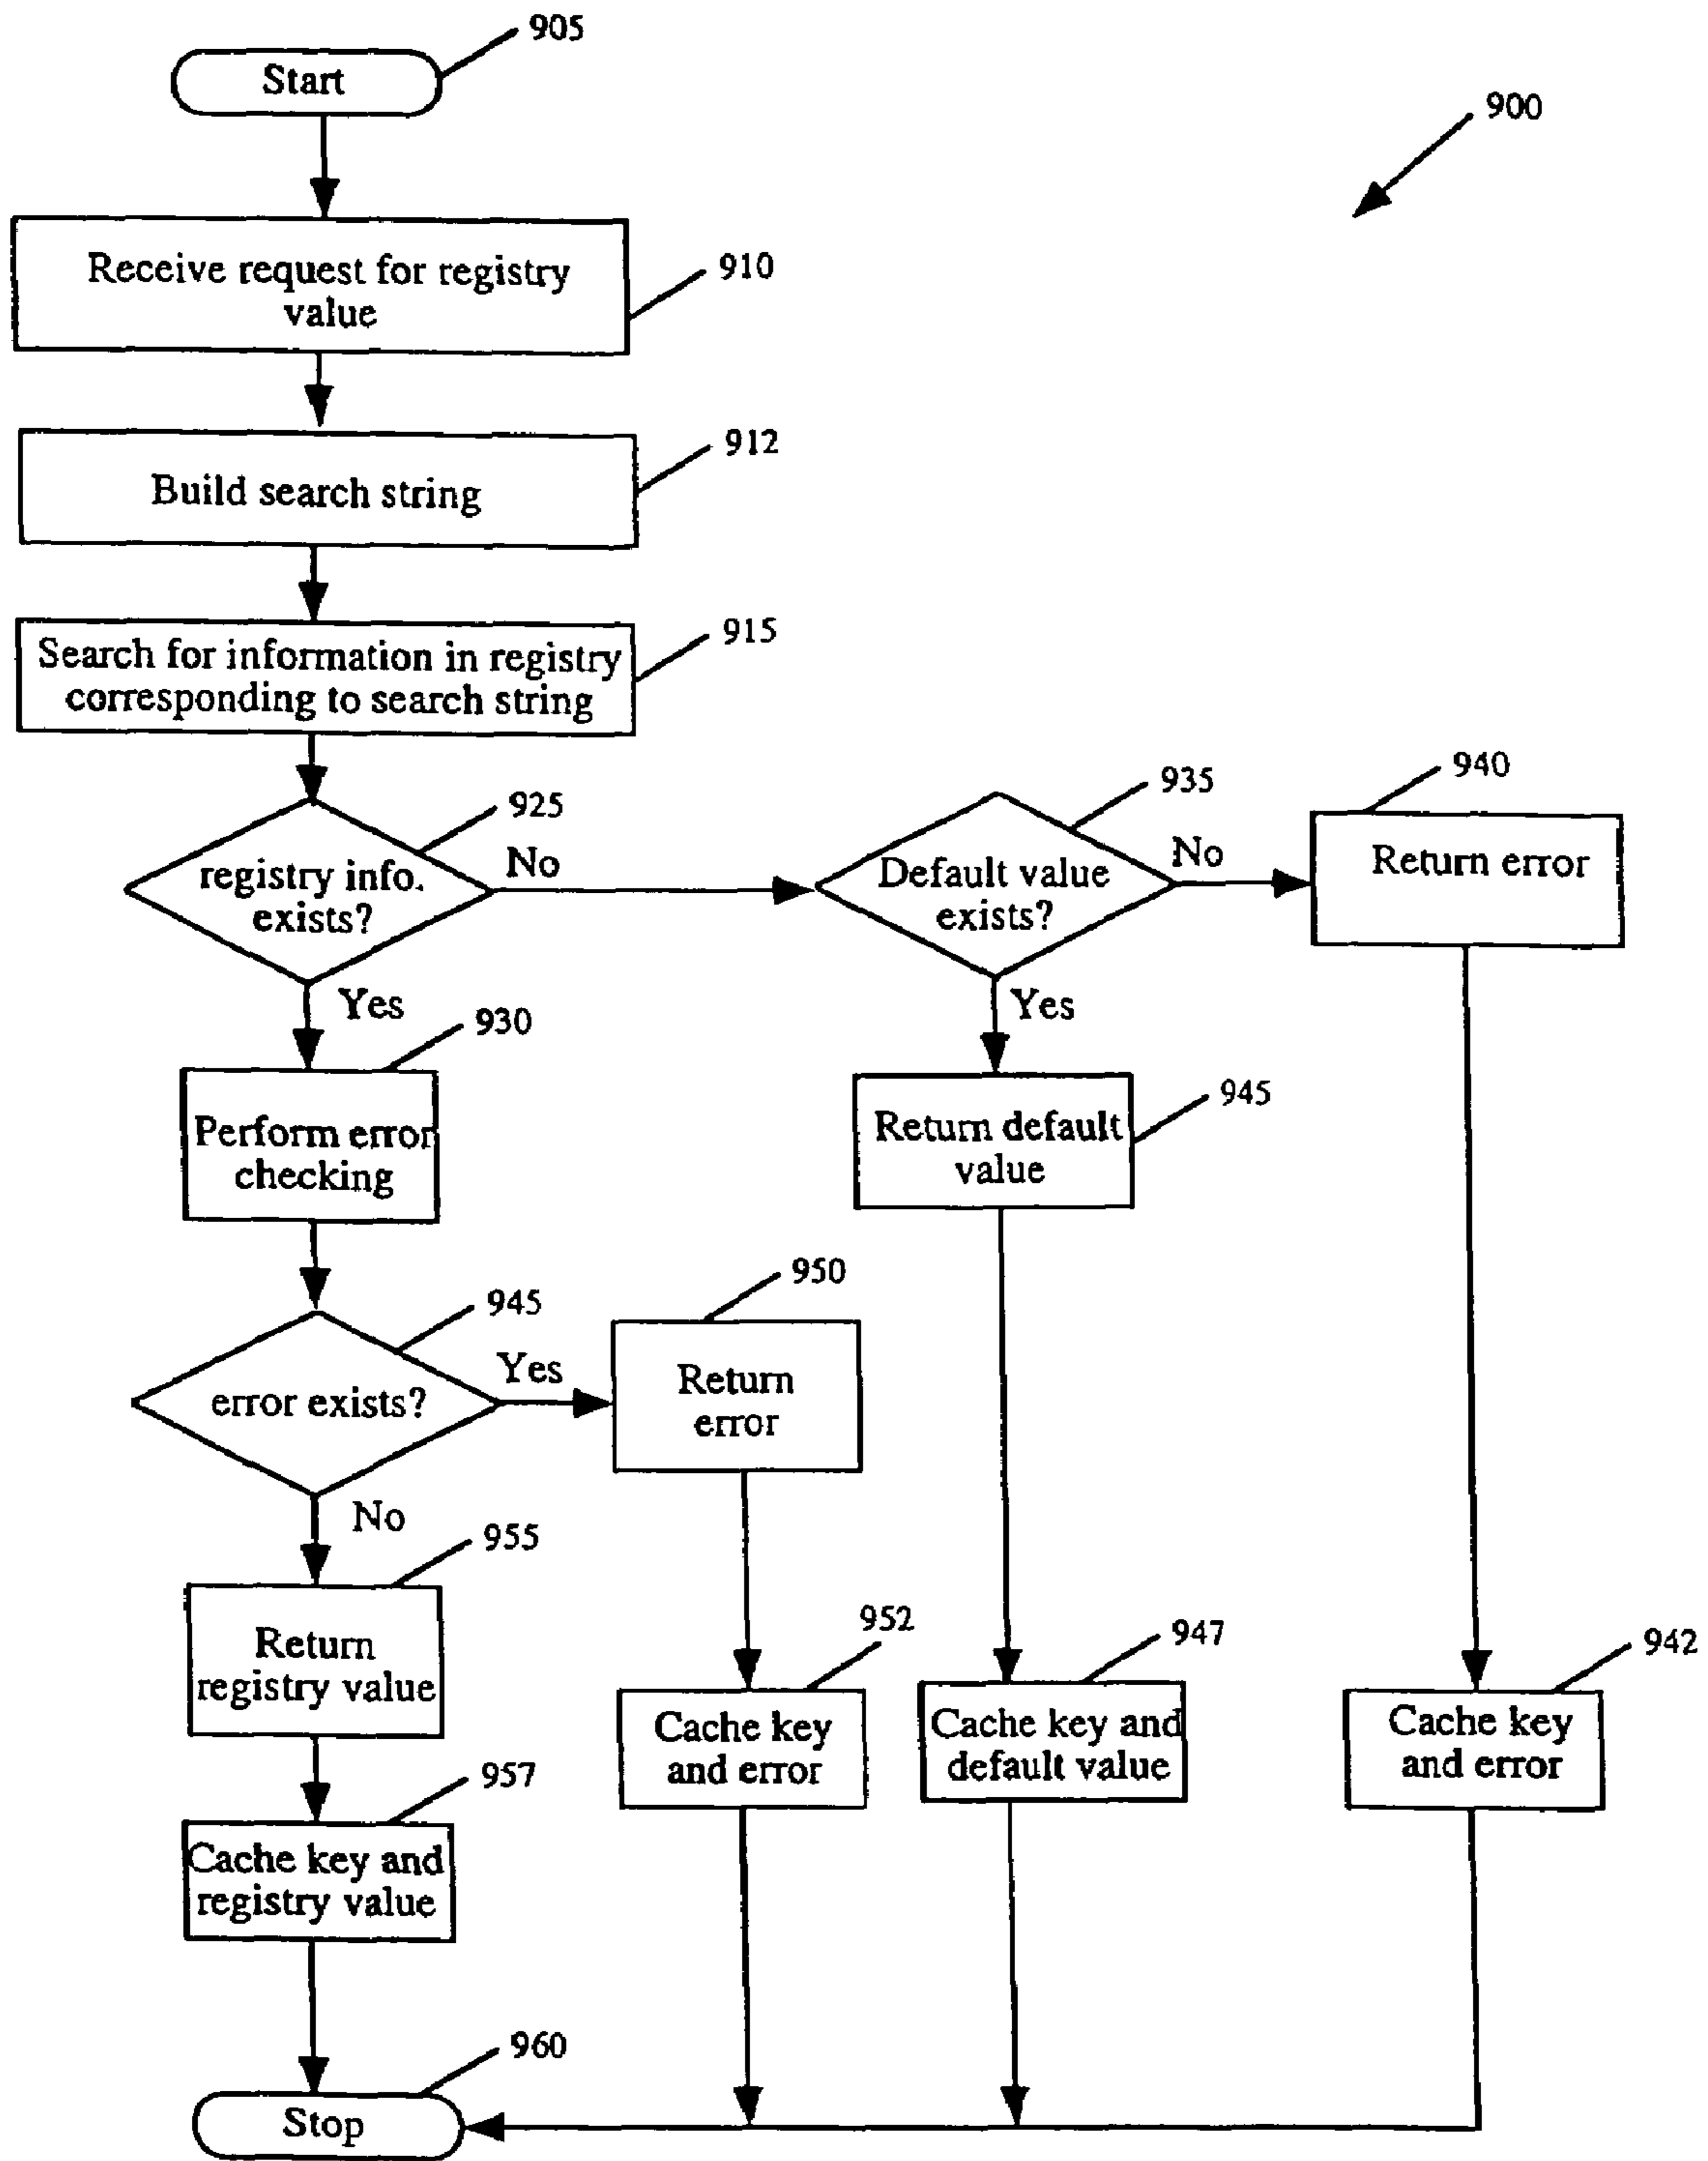 905
Start
900
Receive request for registry
value
910
912
Build search string
915
Search for information in registry
corresponding to search string
925
registry info.
exists?
No
935
Default value
exists?
No
940
Return error
Yes
930
Perform error
checking
Yes
945
Return default
value
945
error exists?
Yes
950
Return
error
No
955
Return
registry value
952
Cache key
and error
947
Cache key and
default value
942
Cache key
and error
957
Cache key and
registry value
960
Stop